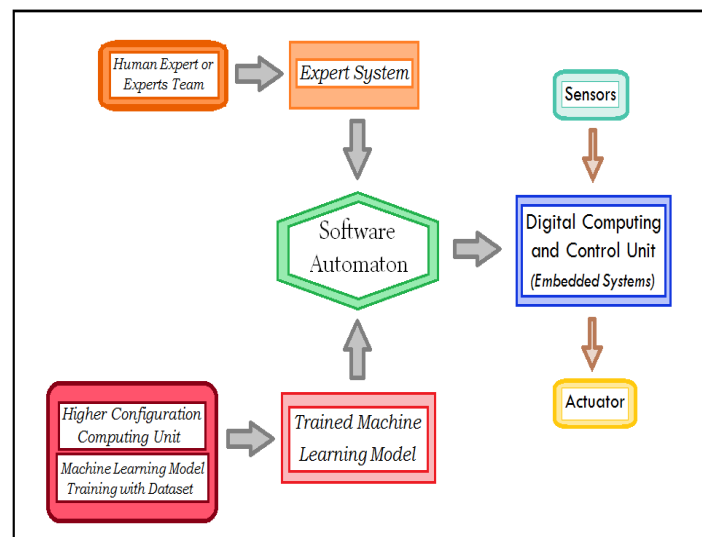 Human Expert or
Experts Team
Expert System
Sensors
Software
Automaton
Digital Computing
and Control Unit
(Embedded Systems)
Higher Configuration
Computing Unit
Machine Learning Model
Training with Dataset
Trained Machine
Learning Model
Actuator